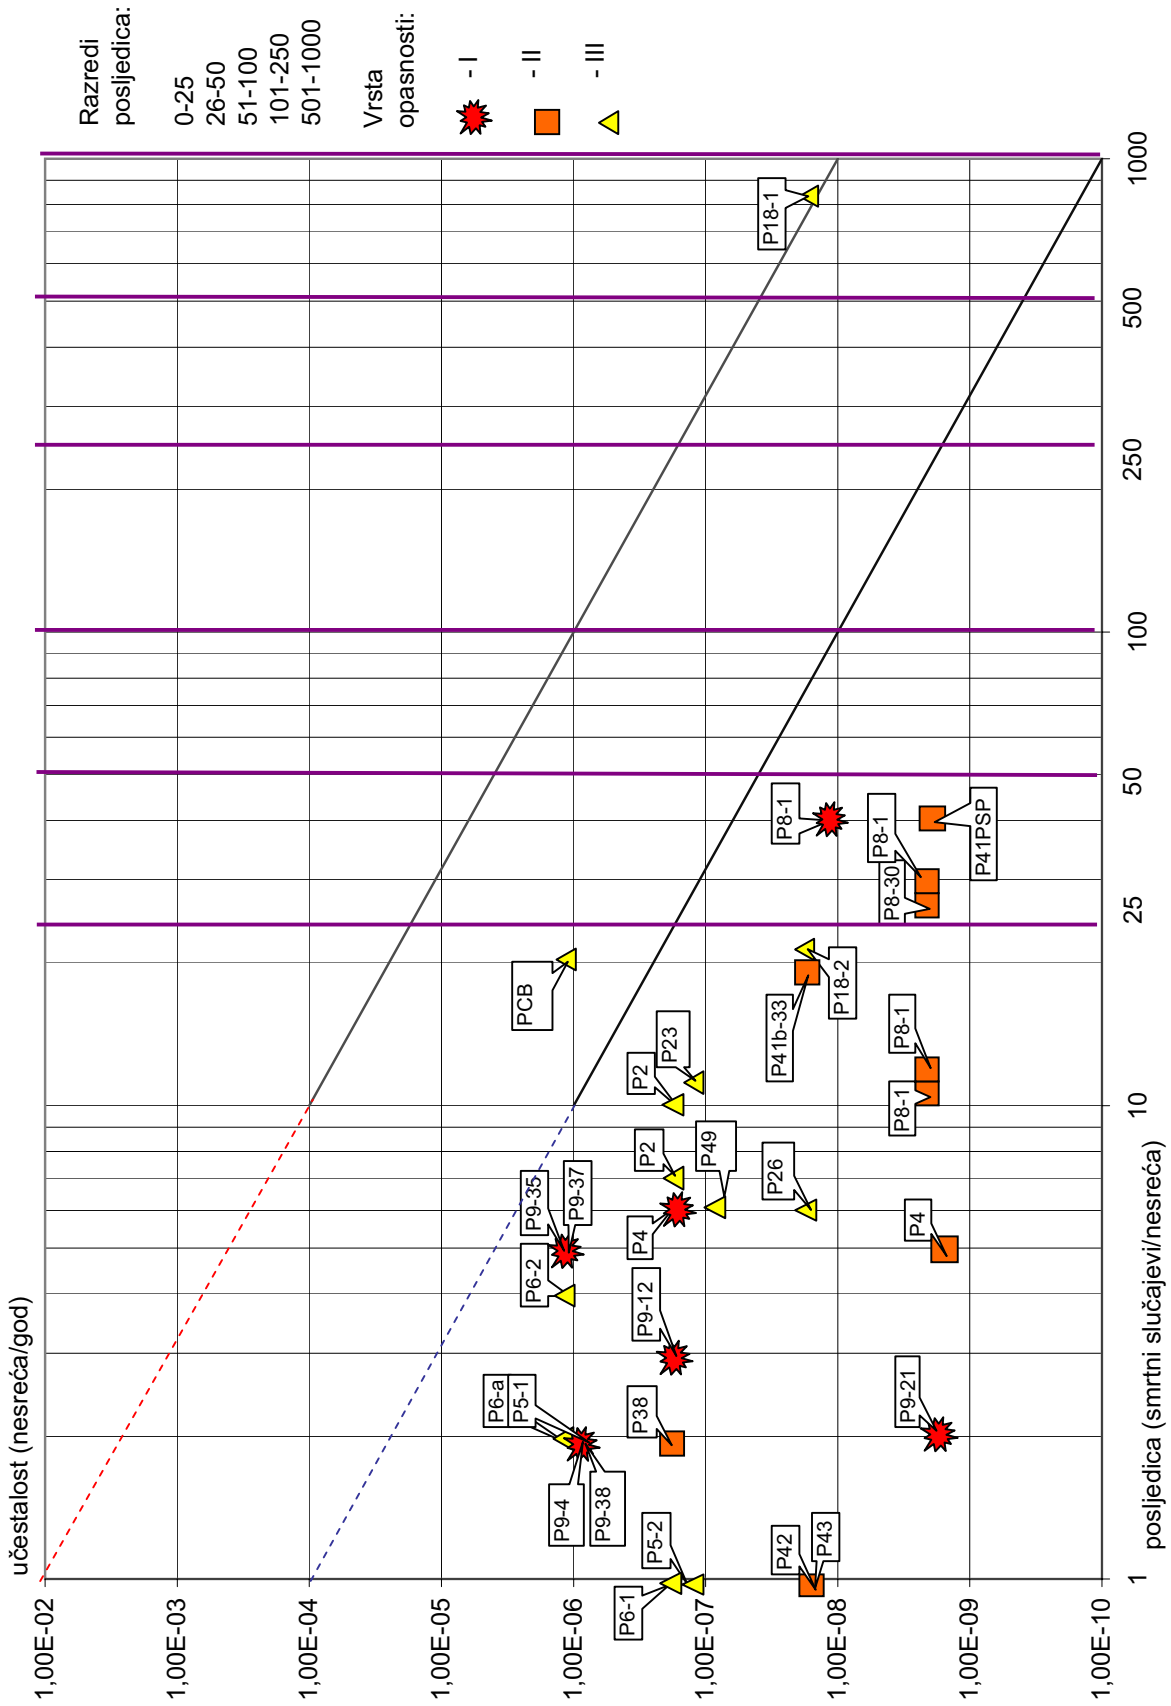 učestalost (nesreća/god)
1,00E-02
1,00E-03
1,00E-04
1,00E-05
1,00E-06
1,00E-07
1,00E-08
1,00E-09
1,00E-10
1
10
25
50
100
250
500
1000
posljedica (smrtni slučajevi/nesreća)
P6-a
P5-1
P9-4
P9-38
P6-2
P9-35
P9-37
PCB
P6-1
P5-2
P38
P9-12
P4
P2
P49
P2
P23
P42
P43
P26
P41b-33
P18-2
P8-1
P18-1
P9-21
P4
P8-1
P8-1
P8-30
P8-1
P41PSP
Razredi
posljedica:
0-25
26-50
51-100
101-250
501-1000
Vrsta
opasnosti:
- I
- II
- III